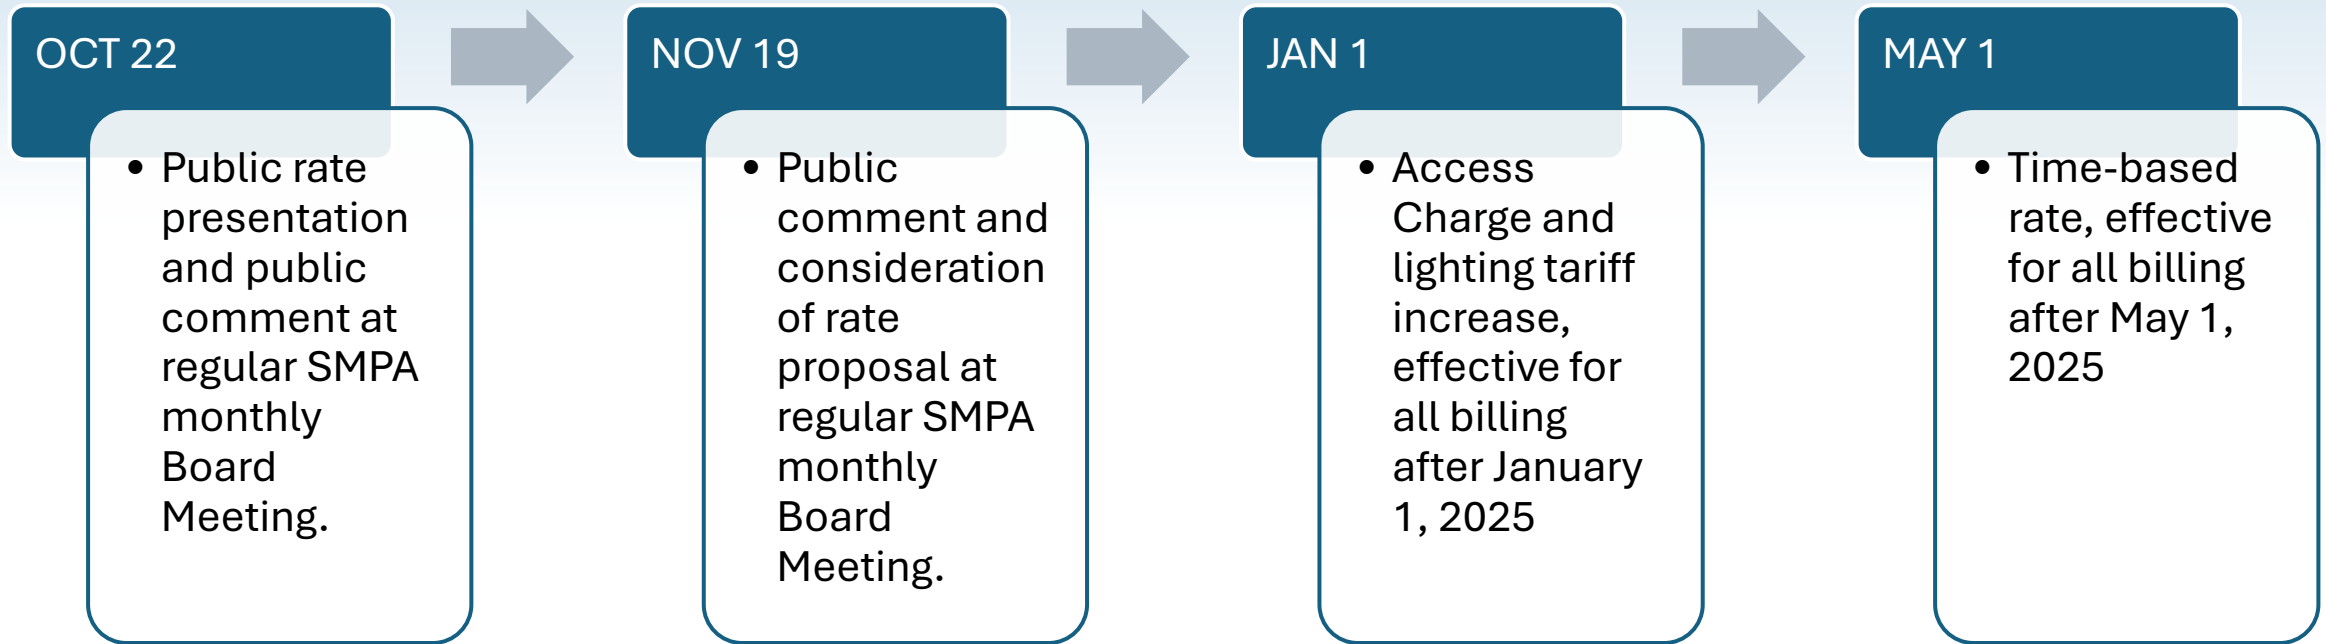 OCT 22
• Public rate
presentation
and public
comment at
regular SMPA
monthly
Board
Meeting.
NOV 19
• Public
comment and
consideration
of rate
proposal at
regular SMPA
monthly
Board
Meeting.
JAN 1
• Access
Charge and
lighting tariff
increase,
effective for
all billing
after January
1, 2025
MAY 1
• Time-based
rate, effective
for all billing
after May 1,
2025